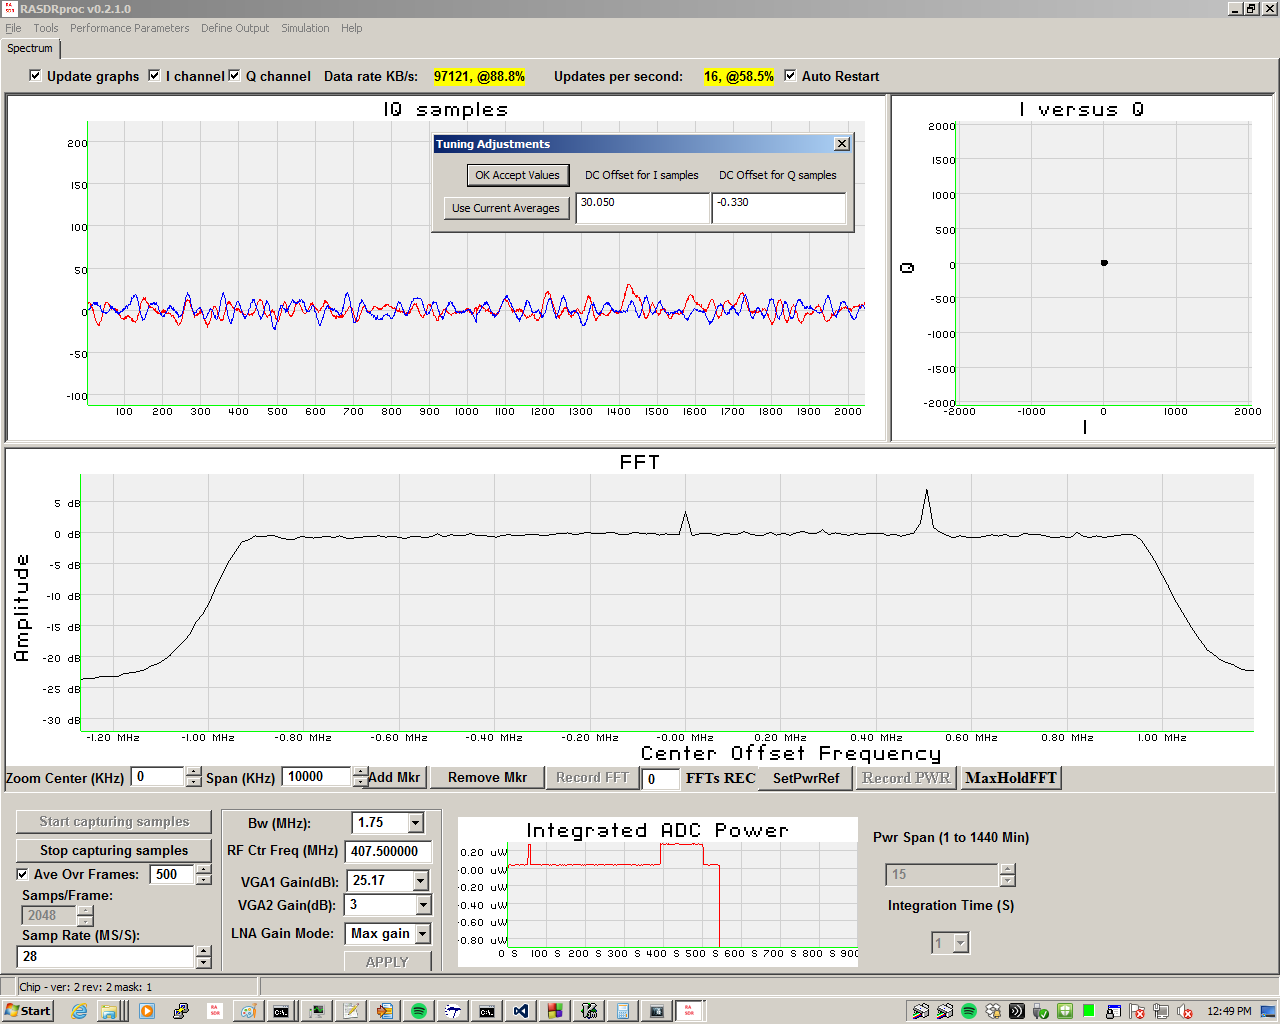 RASDRproc v0.2.1.0
File Tools Performance Parameters Define Output Simulation Help
Spectrum
Update graphs I channel Q channel Data rate KB/s: 97121, @88.8% Updates per second: 16, @58.5% Auto Restart
IQ samples
200
150
100
50
0
-50
-100
100 200 300 400 500 600 700 800 900 1000 1100 1200 1300 1400 1500 1600 1700 1800 1900 2000
Tuning Adjustments
OK Accept Values DC Offset for I samples DC Offset for Q samples
Use Current Averages 30.050 -0.330
I versus Q
2000
1500
1000
500
0
-500
-1000
-1500
-2000
Q
-2000 -1000 0 1000 2000
I
FFT
5 dB
0 dB
-5 dB
-10 dB
-15 dB
-20 dB
-25 dB
-30 dB
Amplitude
-1.20 MHz -1.00 MHz -0.80 MHz -0.60 MHz -0.40 MHz -0.20 MHz -0.00 MHz 0.20 MHz 0.40 MHz 0.60 MHz 0.80 MHz 1.00 MHz
Center Offset Frequency
Zoom Center (KHz) 0 Span (KHz) 10000 Add Mkr Remove Mkr Record FFT 0 FFTs REC SetPwrRef Record PWR MaxHoldFFT
Start capturing samples
Stop capturing samples
Ave Ovr Frames: 500
Samps/Frame:
2048
Samp Rate (MS/S):
28
Bw (MHz): 1.75
RF Ctr Freq (MHz) 407.500000
VGA1 Gain(dB): 25.17
VGA2 Gain(dB): 3
LNA Gain Mode: Max gain
APPLY
Integrated ADC Power
0.20 uW
-0.00 uW
-0.20 uW
-0.40 uW
-0.60 uW
-0.80 uW
0 S 100 S 200 S 300 S 400 S 500 S 600 S 700 S 800 S 900
Pwr Span (1 to 1440 Min)
15
Integration Time (S)
1
Chip - ver: 2 rev: 2 mask: 1
Start 12:49 PM